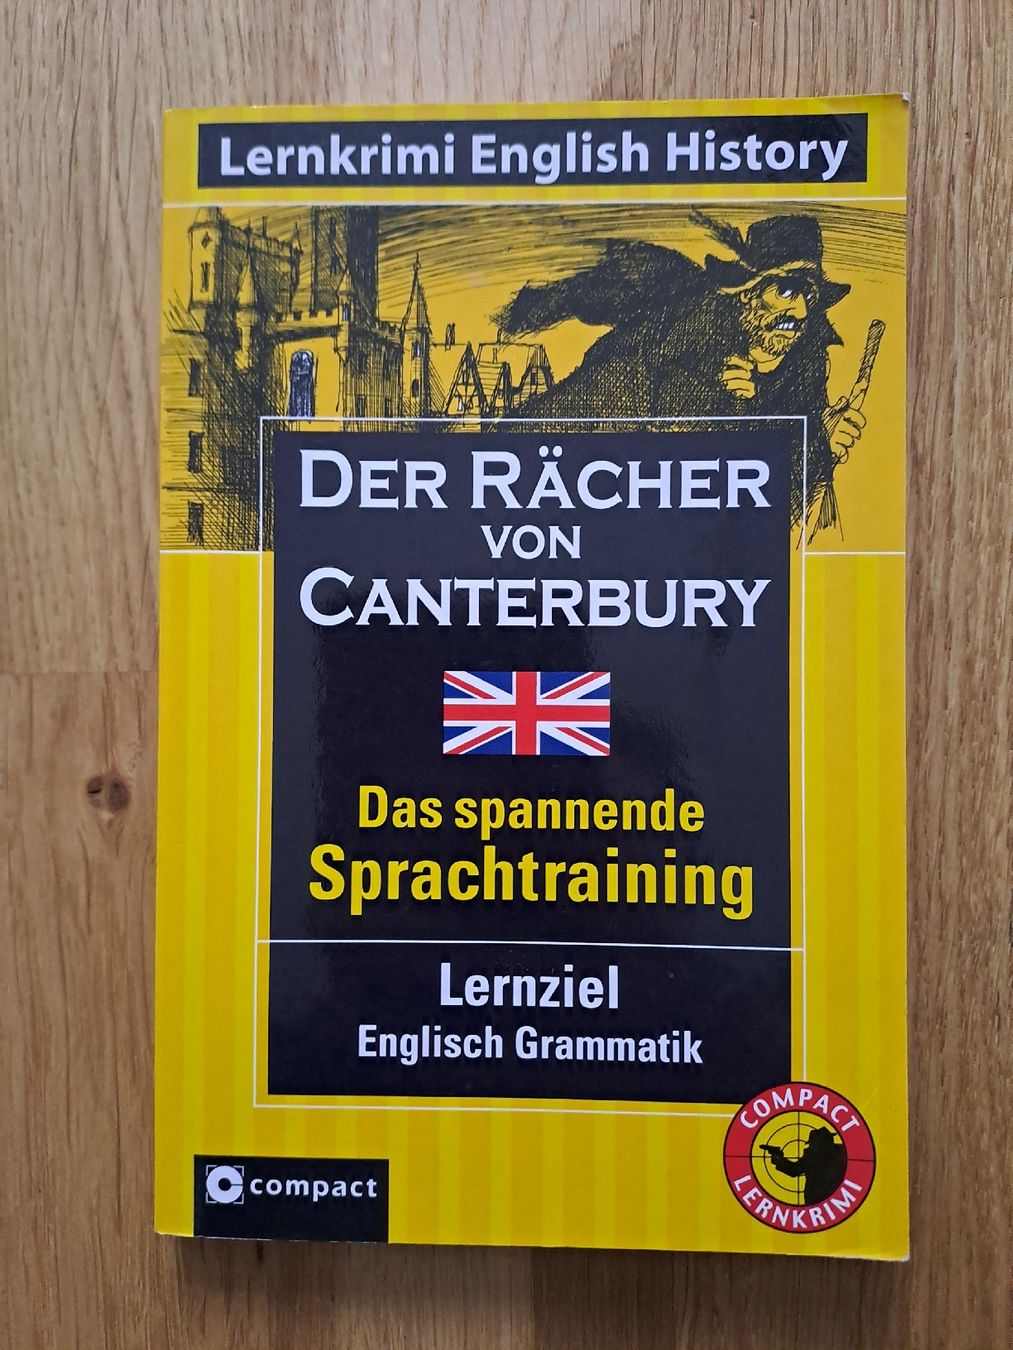 Lernkrimi English History
DER RÄCHER
VON
CANTERBURY
Das spannende
Sprachtraining
Lernziel
Englisch Grammatik
COMPACT
LERNKRIMI
compact